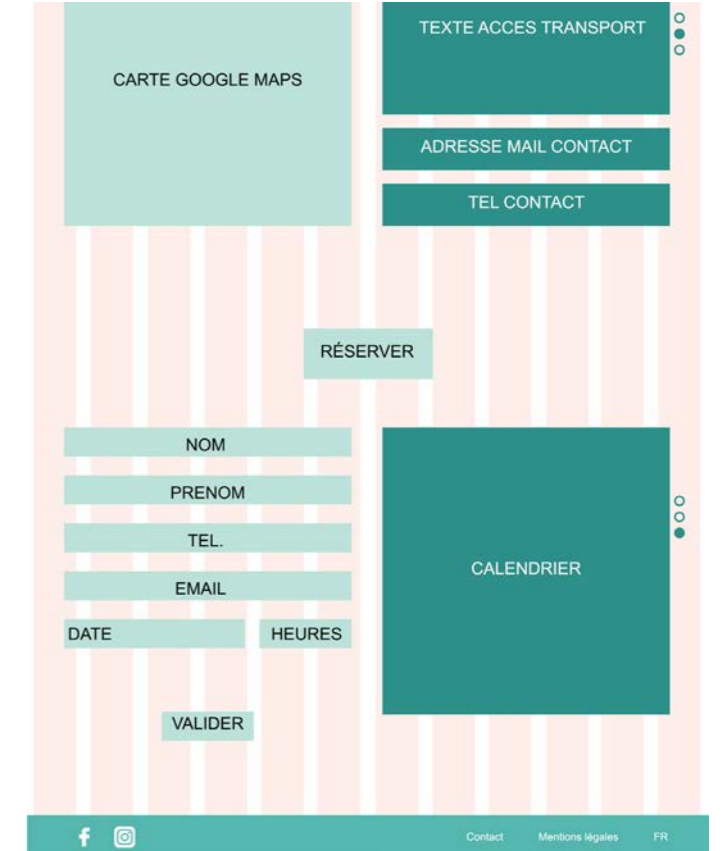 CARTE GOOGLE MAPS
TEXTE ACCES TRANSPORT
ADRESSE MAIL CONTACT
TEL CONTACT
RÉSERVER
NOM
PRENOM
TEL.
EMAIL
DATE
HEURES
VALIDER
CALENDRIER
Contact
Mentions légales
FR